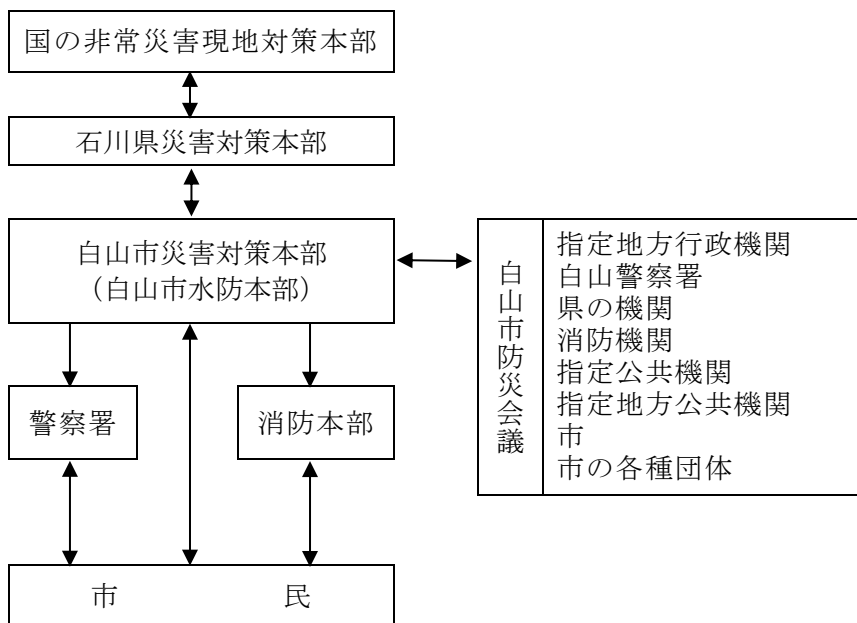 国の非常災害現地対策本部
石川県災害対策本部
白山市災害対策本部
（白山市水防本部）
白山市防災会議
指定地方行政機関
白山警察署
県の機関
消防機関
指定公共機関
指定地方公共機関
市
市の各種団体
警察署
消防本部
市　民